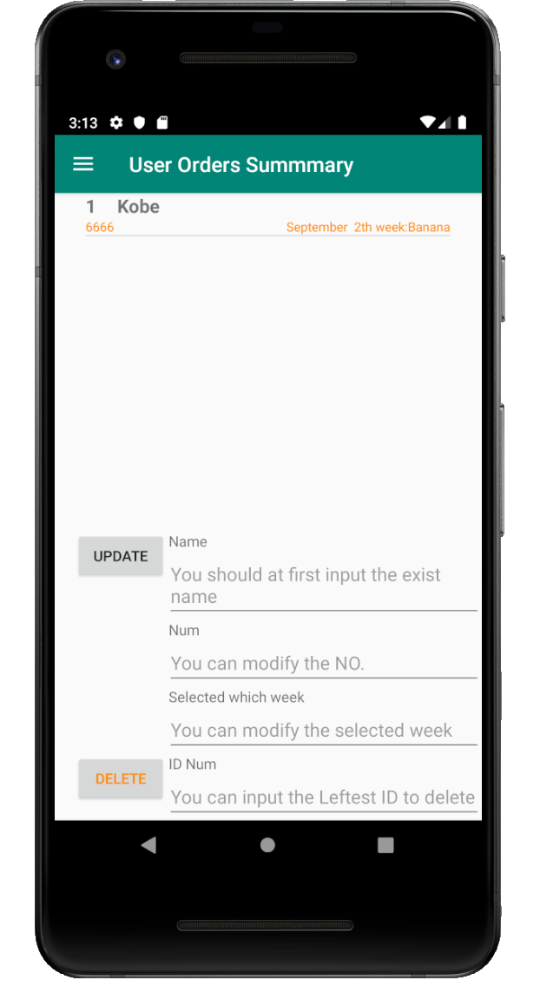 3:13
User Orders Summmary
1 Kobe
6666 September 2th week:Banana
UPDATE
Name
You should at first input the exist
name
Num
You can modify the NO.
Selected which week
You can modify the selected week
DELETE
ID Num
You can input the Leftest ID to delete